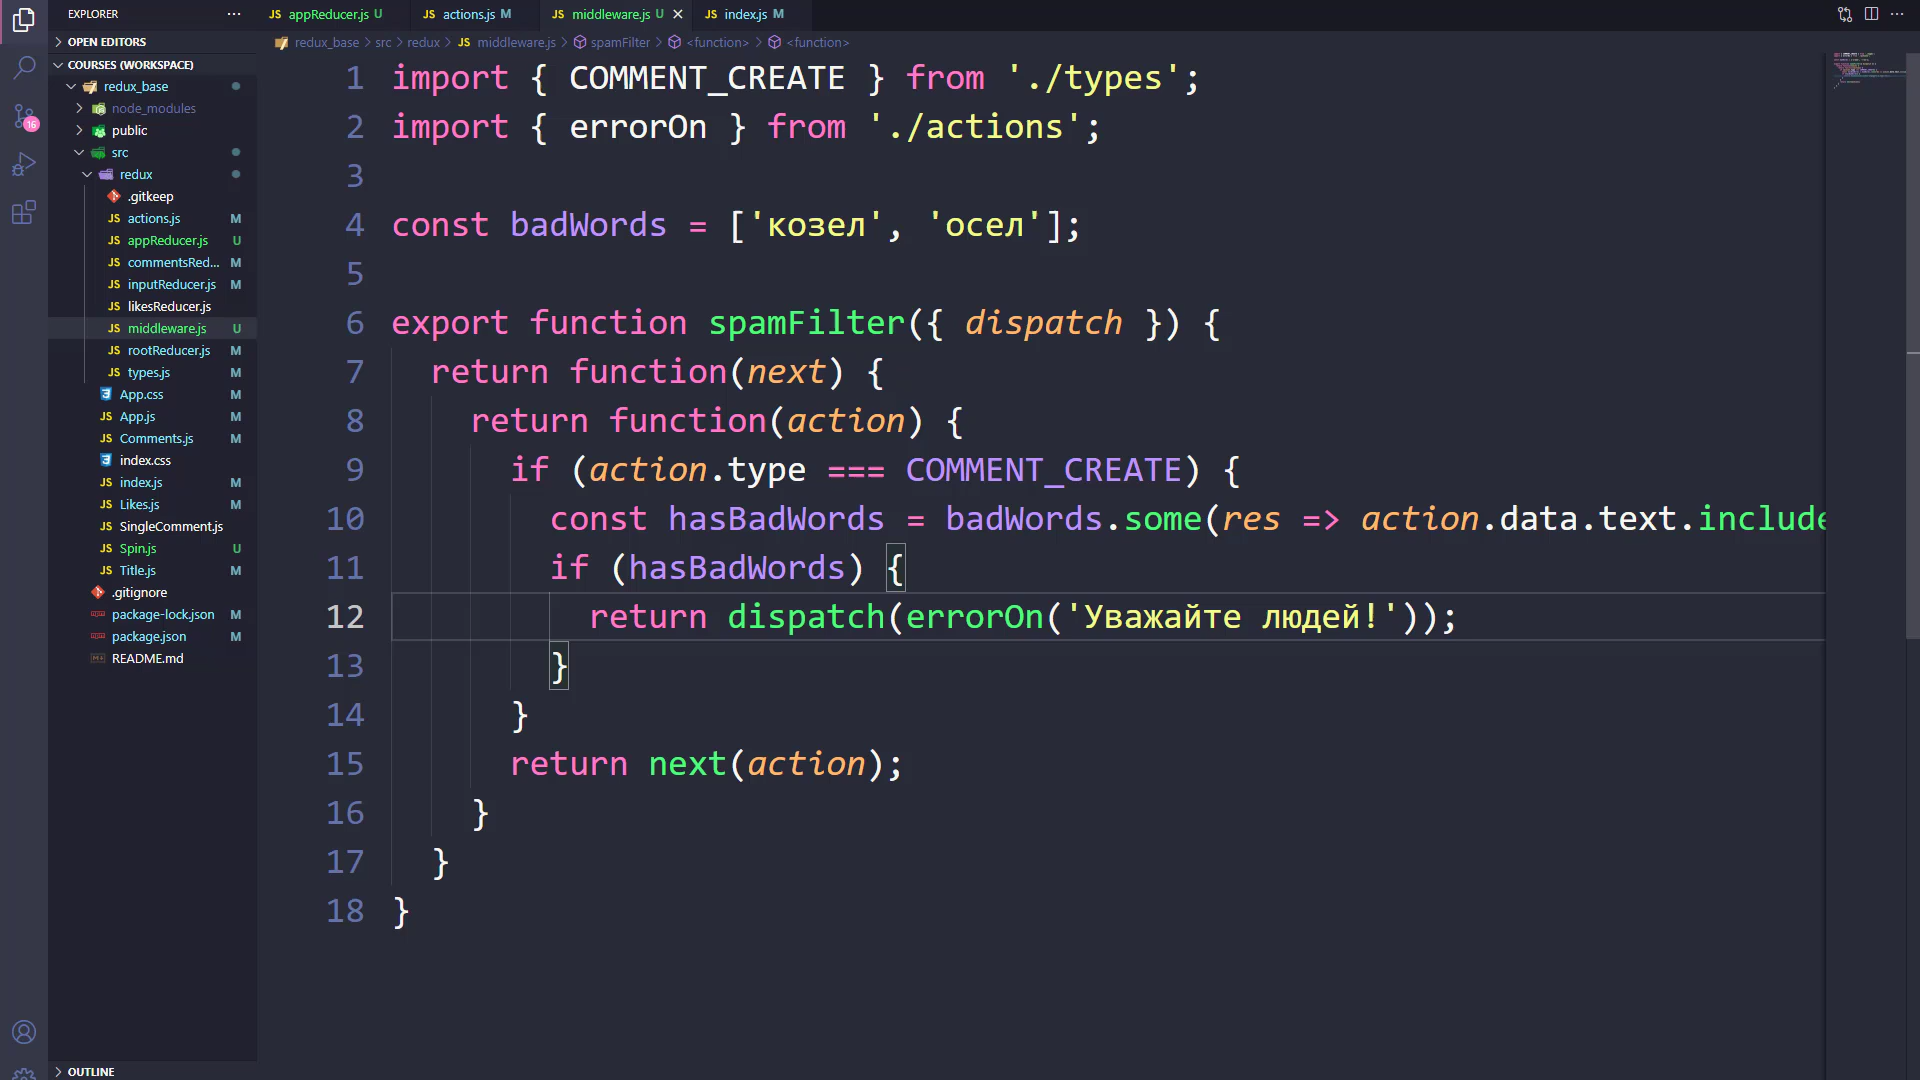 EXPLORER
OPEN EDITORS
COURSES (WORKSPACE)
redux_base
node_modules
public
src
redux
.gitkeep
actions.js M
appReducer.js U
commentsRed... M
inputReducer.js M
likesReducer.js
middleware.js U
rootReducer.js M
types.js M
App.css M
App.js M
Comments.js M
index.css
index.js M
Likes.js M
SingleComment.js
Spin.js U
Title.js M
.gitignore
package-lock.json M
package.json M
README.md
OUTLINE
16
JS appReducer.js U JS actions.js M JS middleware.js U JS index.js M
redux_base > src > redux > JS middleware.js > spamFilter > <function> > <function>
1 import { COMMENT_CREATE } from './types';
2 import { errorOn } from './actions';
3
4 const badWords = ['козел', 'осел'];
5
6 export function spamFilter({ dispatch }) {
7 return function(next) {
8 return function(action) {
9 if (action.type === COMMENT_CREATE) {
10 const hasBadWords = badWords.some(res => action.data.text.include
11 if (hasBadWords) {
12 return dispatch(errorOn('Уважайте людей!'));
13 }
14 }
15 return next(action);
16 }
17 }
18 }